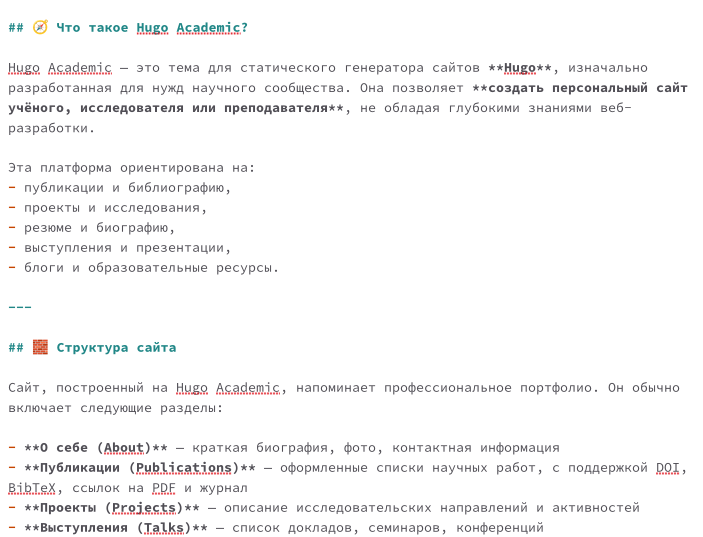 ## 🧭 Что такое Hugo Academic?
Hugo Academic — это тема для статического генератора сайтов **Hugo**, изначально
разработанная для нужд научного сообщества. Она позволяет **создать персональный сайт
учёного, исследователя или преподавателя**, не обладая глубокими знаниями веб-
разработки.
Эта платформа ориентирована на:
- публикации и библиографию,
- проекты и исследования,
- резюме и биографию,
- выступления и презентации,
- блоги и образовательные ресурсы.
---
## 🧱 Структура сайта
Сайт, построенный на Hugo Academic, напоминает профессиональное портфолио. Он обычно
включает следующие разделы:
- **О себе (About)** — краткая биография, фото, контактная информация
- **Публикации (Publications)** — оформленные списки научных работ, с поддержкой DOI,
BibTeX, ссылок на PDF и журнал
- **Проекты (Projects)** — описание исследовательских направлений и активностей
- **Выступления (Talks)** — список докладов, семинаров, конференций